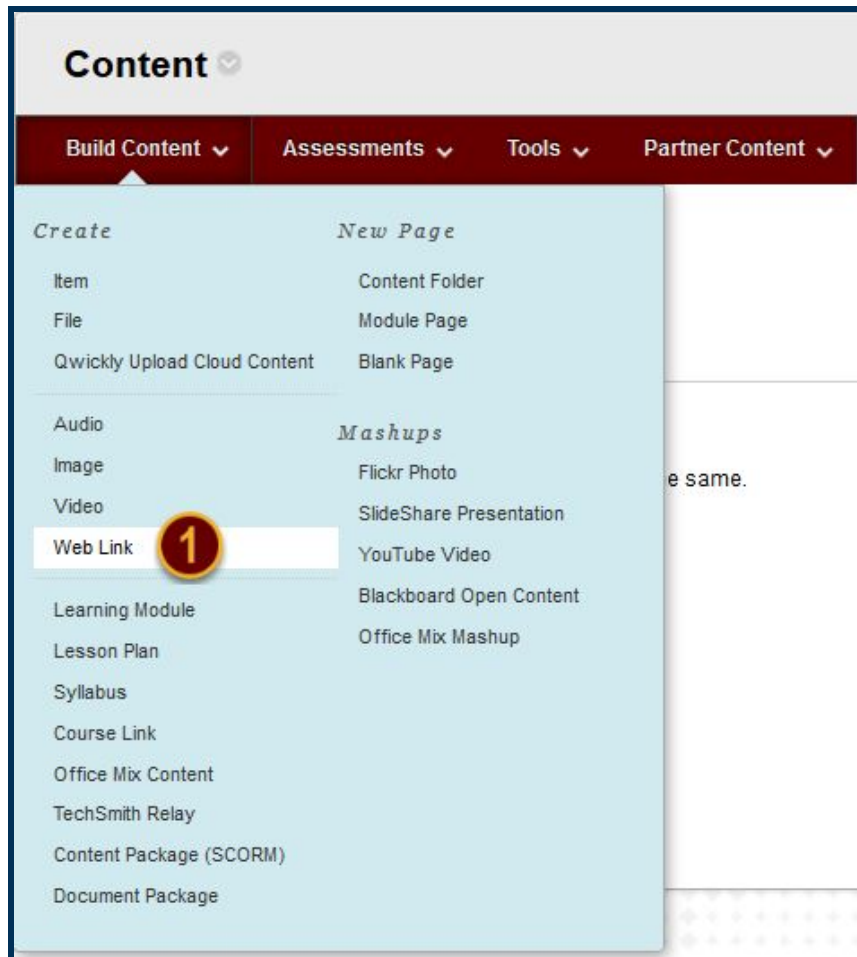 Content
Build Content
Assessments
Tools
Partner Content
Create
Item
File
Qwickly Upload Cloud Content
Audio
Image
Video
Web Link
1
Learning Module
Lesson Plan
Syllabus
Course Link
Office Mix Content
TechSmith Relay
Content Package (SCORM)
Document Package
New Page
Content Folder
Module Page
Blank Page
Mashups
Flickr Photo
SlideShare Presentation
YouTube Video
Blackboard Open Content
Office Mix Mashup
e same.